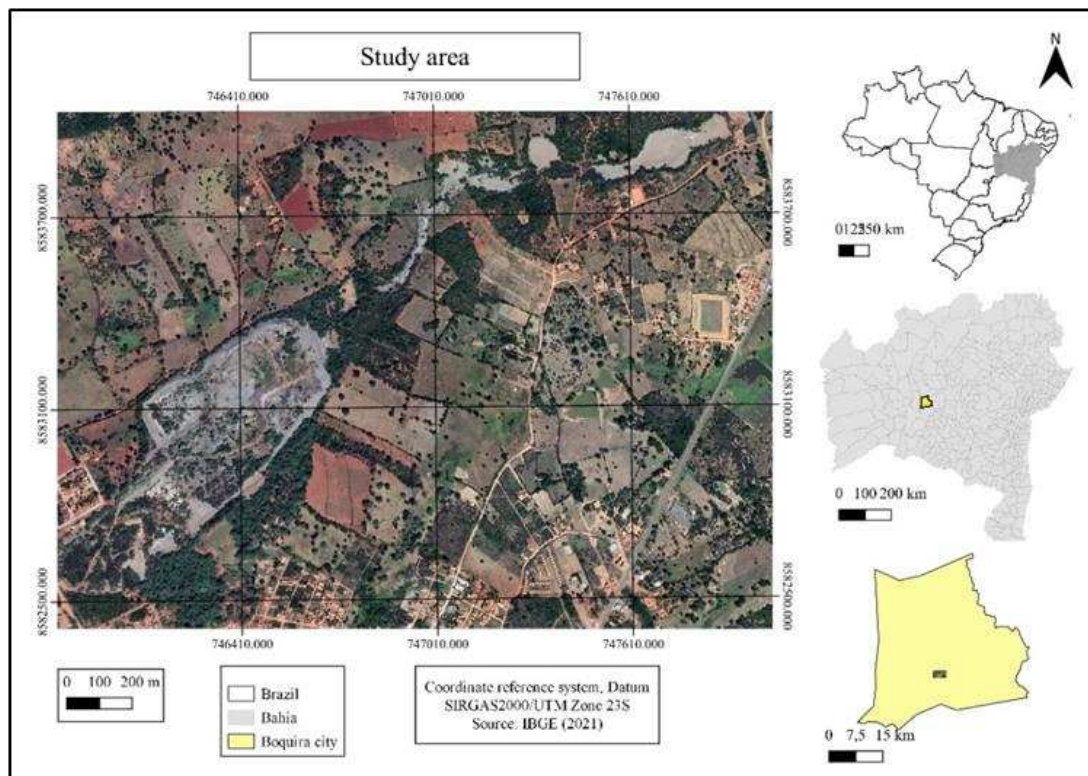 Study area
N
746410.000 747010.000 747610.000
8583700.000
8583700.000
8583100.000
8583100.000
8582500.000
8582500.000
746410.000 747010.000 747610.000
0 100 200 m
Brazil
Bahia
Boquira city
Coordinate reference system, Datum
SIRGAS2000/UTM Zone 23S
Source: IBGE (2021)
250 km
0 100 200 km
0 7,5 15 km